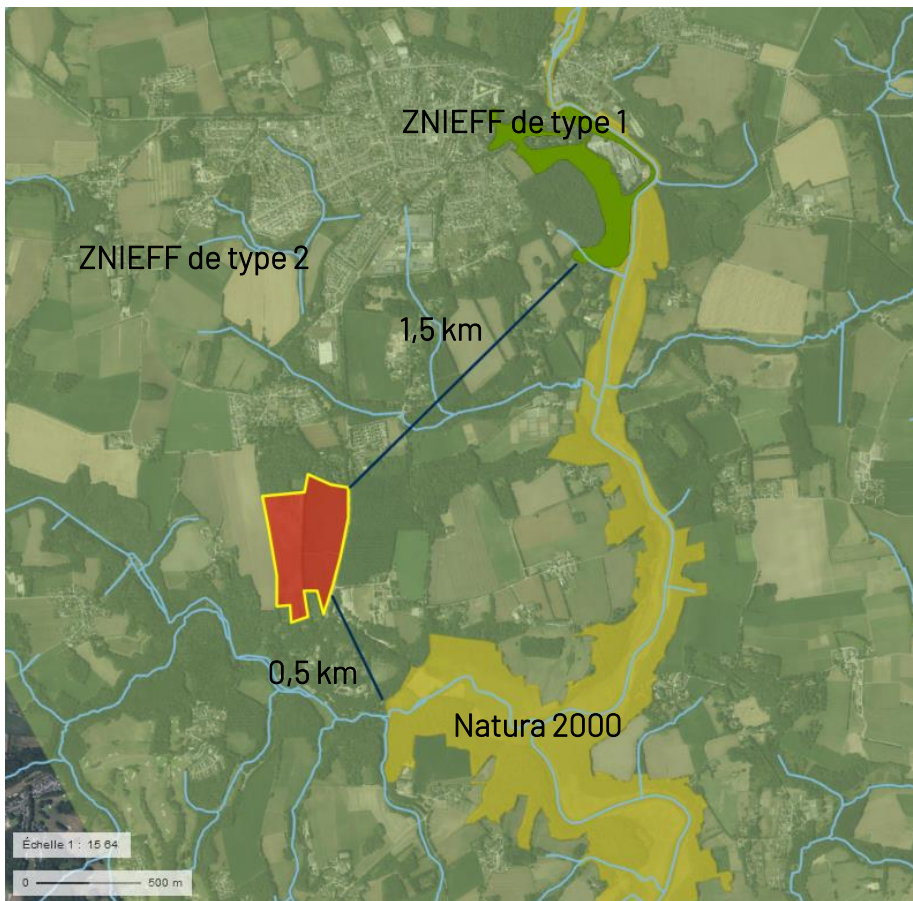 ZNIEFF de type 1
ZNIEFF de type 2
1,5 km
0,5 km
Natura 2000
Échelle 1 : 15 64
0 500 m